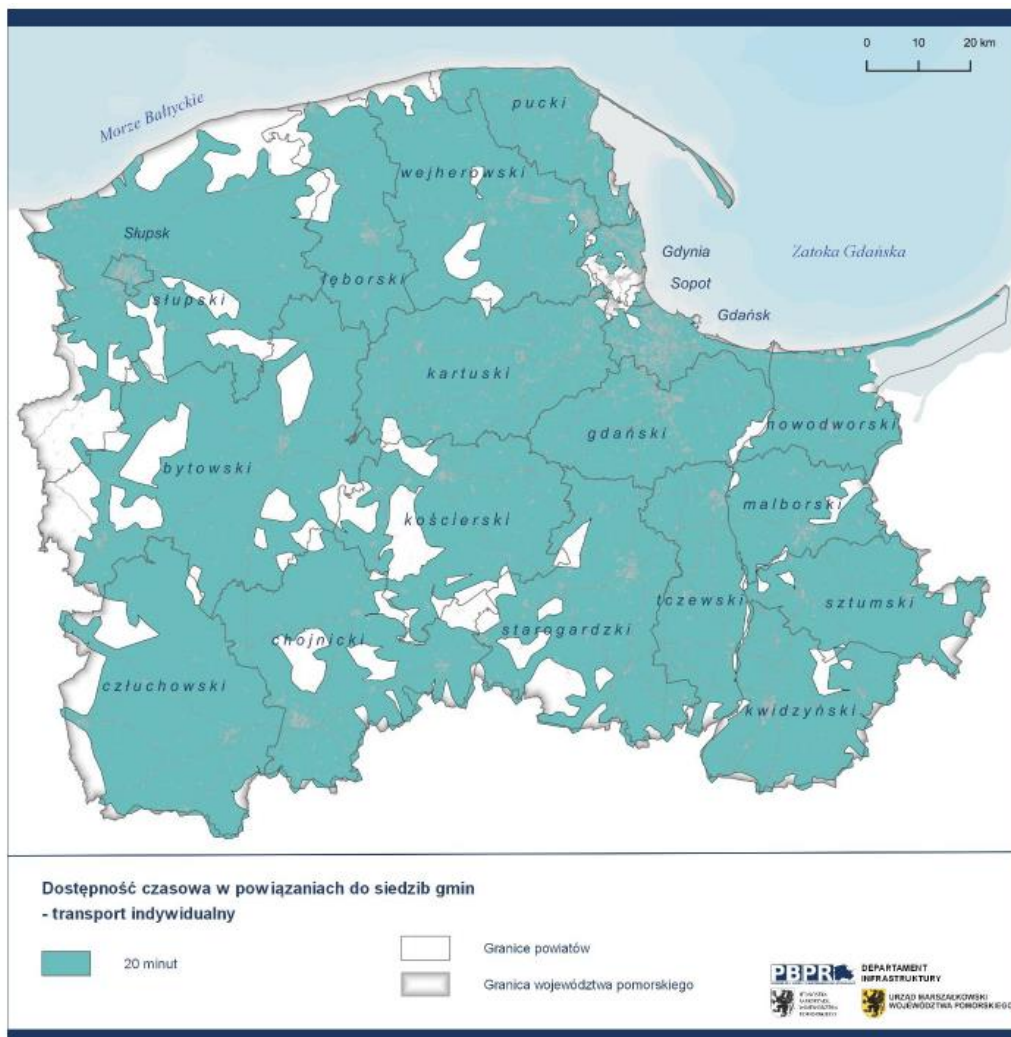 0 10 20 km
Morze Bałtyckie
pucki
wejherowski
Słupsk
Gdynia
Zatoka Gdańska
łęborski
Sopot
słupski
Gdańsk
kartuski
nowodworski
gdański
bytowski
malborski
kościerski
tczewski
sztumski
starogardzki
chojnicki
człuchowski
kwidzyński
Dostępność czasowa w powiązaniach do siedzib gmin
- transport indywidualny
20 minut
Granice powiatów
Granica województwa pomorskiego
PBPR
DEPARTAMENT
INFRASTRUKTURY
URZĄD MARSZAŁKOWSKI
WOJEWÓDZTWA POMORSKIEGO